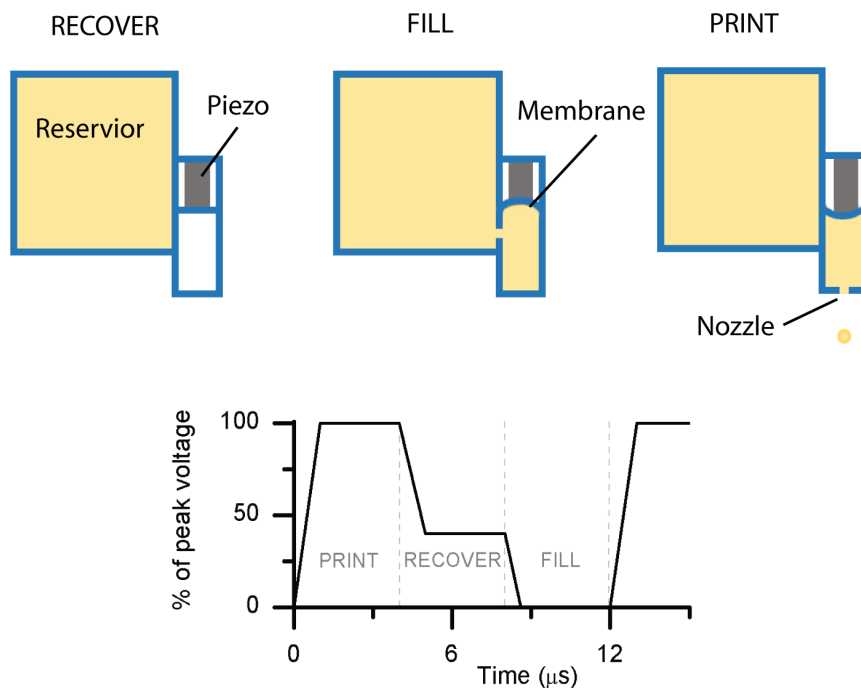 RECOVER
FILL
PRINT
Piezo
Reservior
Membrane
Nozzle
% of peak voltage
100
50
0
PRINT
RECOVER
FILL
0
6
12
Time (μs)